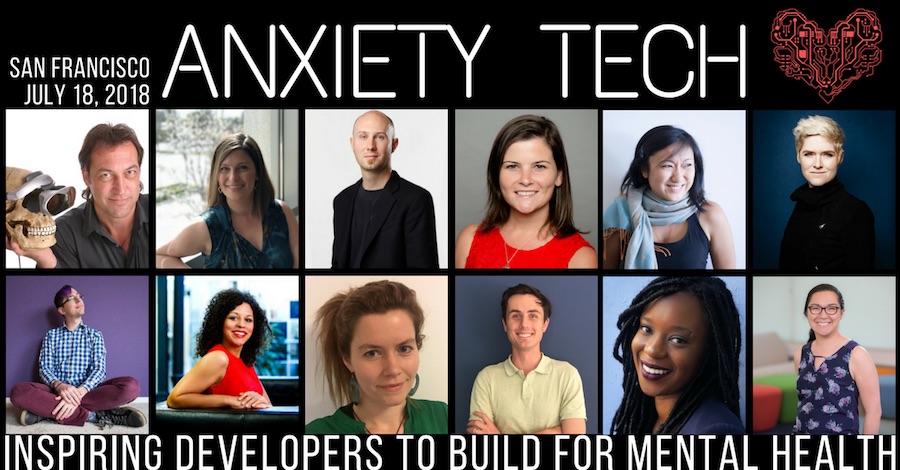 ANXIETY TECH
SAN FRANCISCO
JULY 18, 2018
INSPIRING DEVELOPERS TO BUILD FOR MENTAL HEALTH